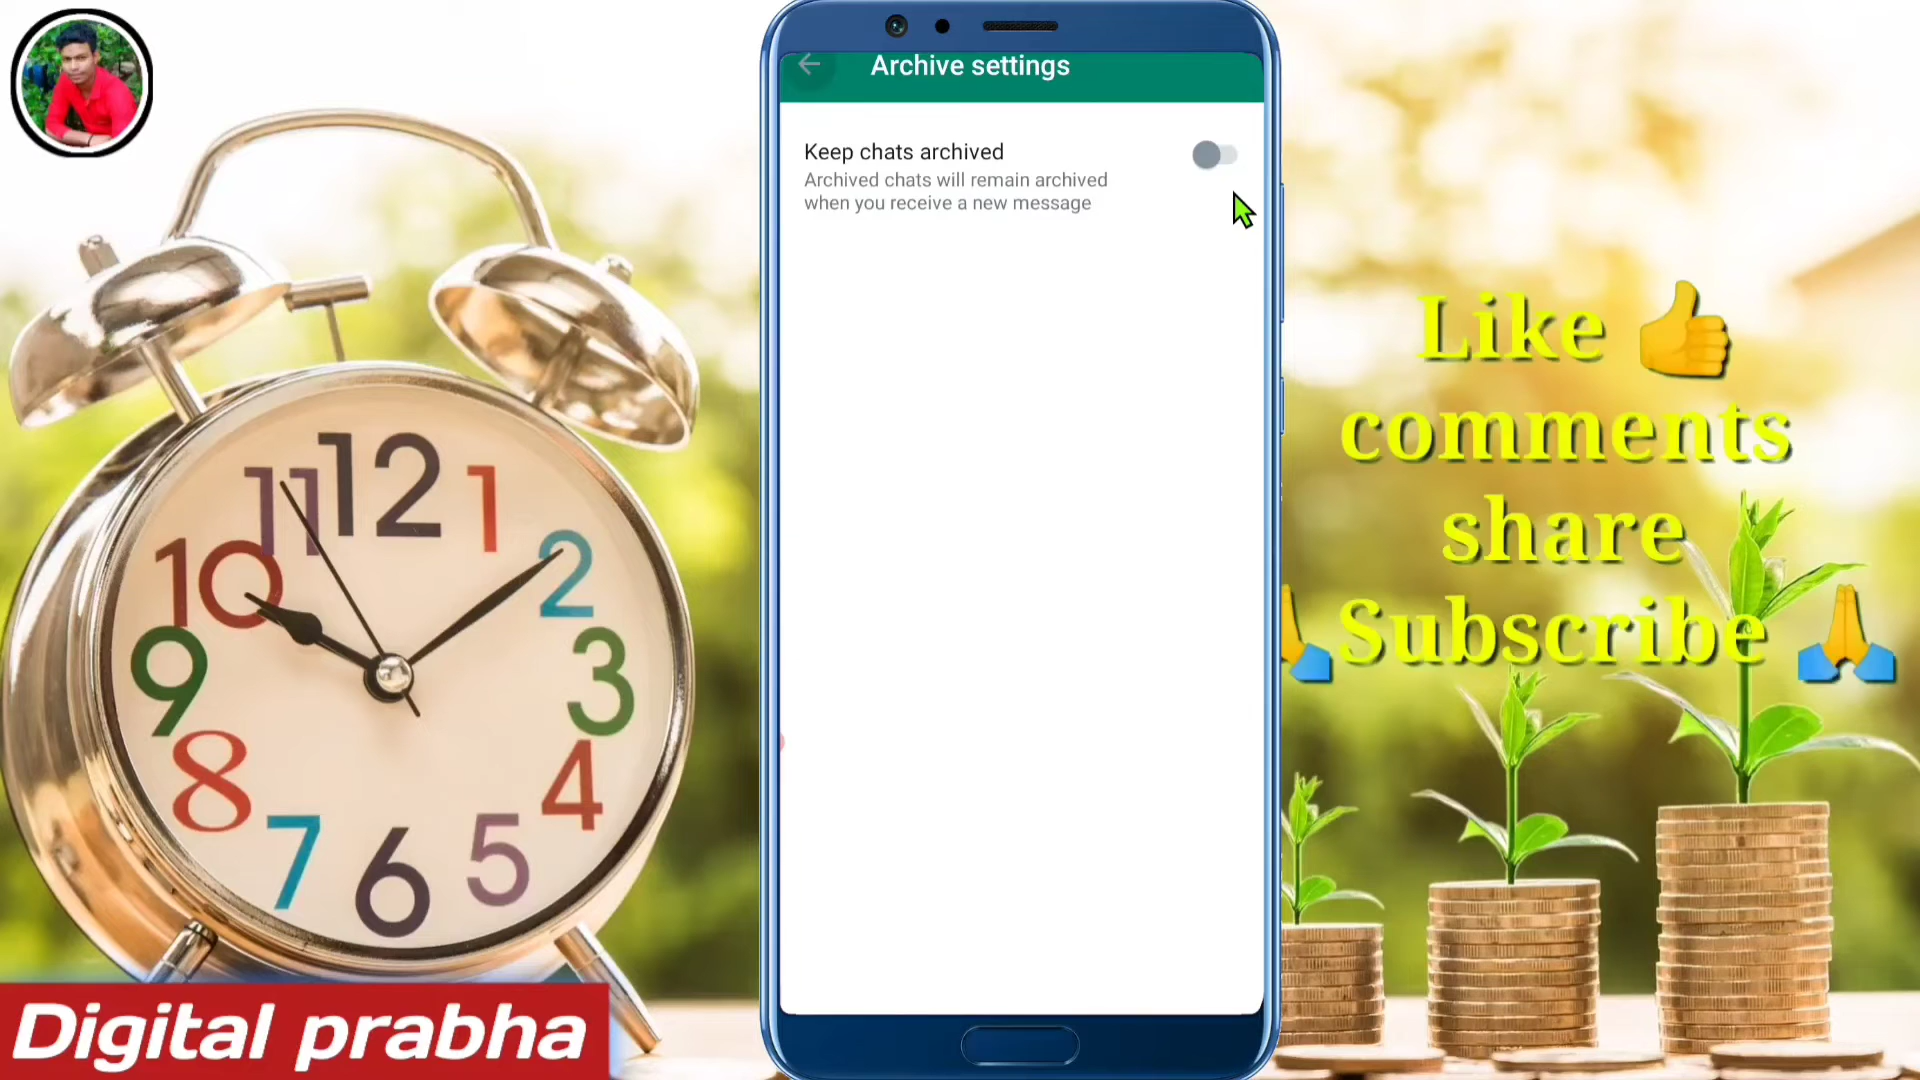 Archive settings
Keep chats archived
Archived chats will remain archived
when you receive a new message
12
1
2
3
4
5
6
7
8
9
10
11
Like 👍
comments
share
🙏Subscribe 🙏
Digital prabha